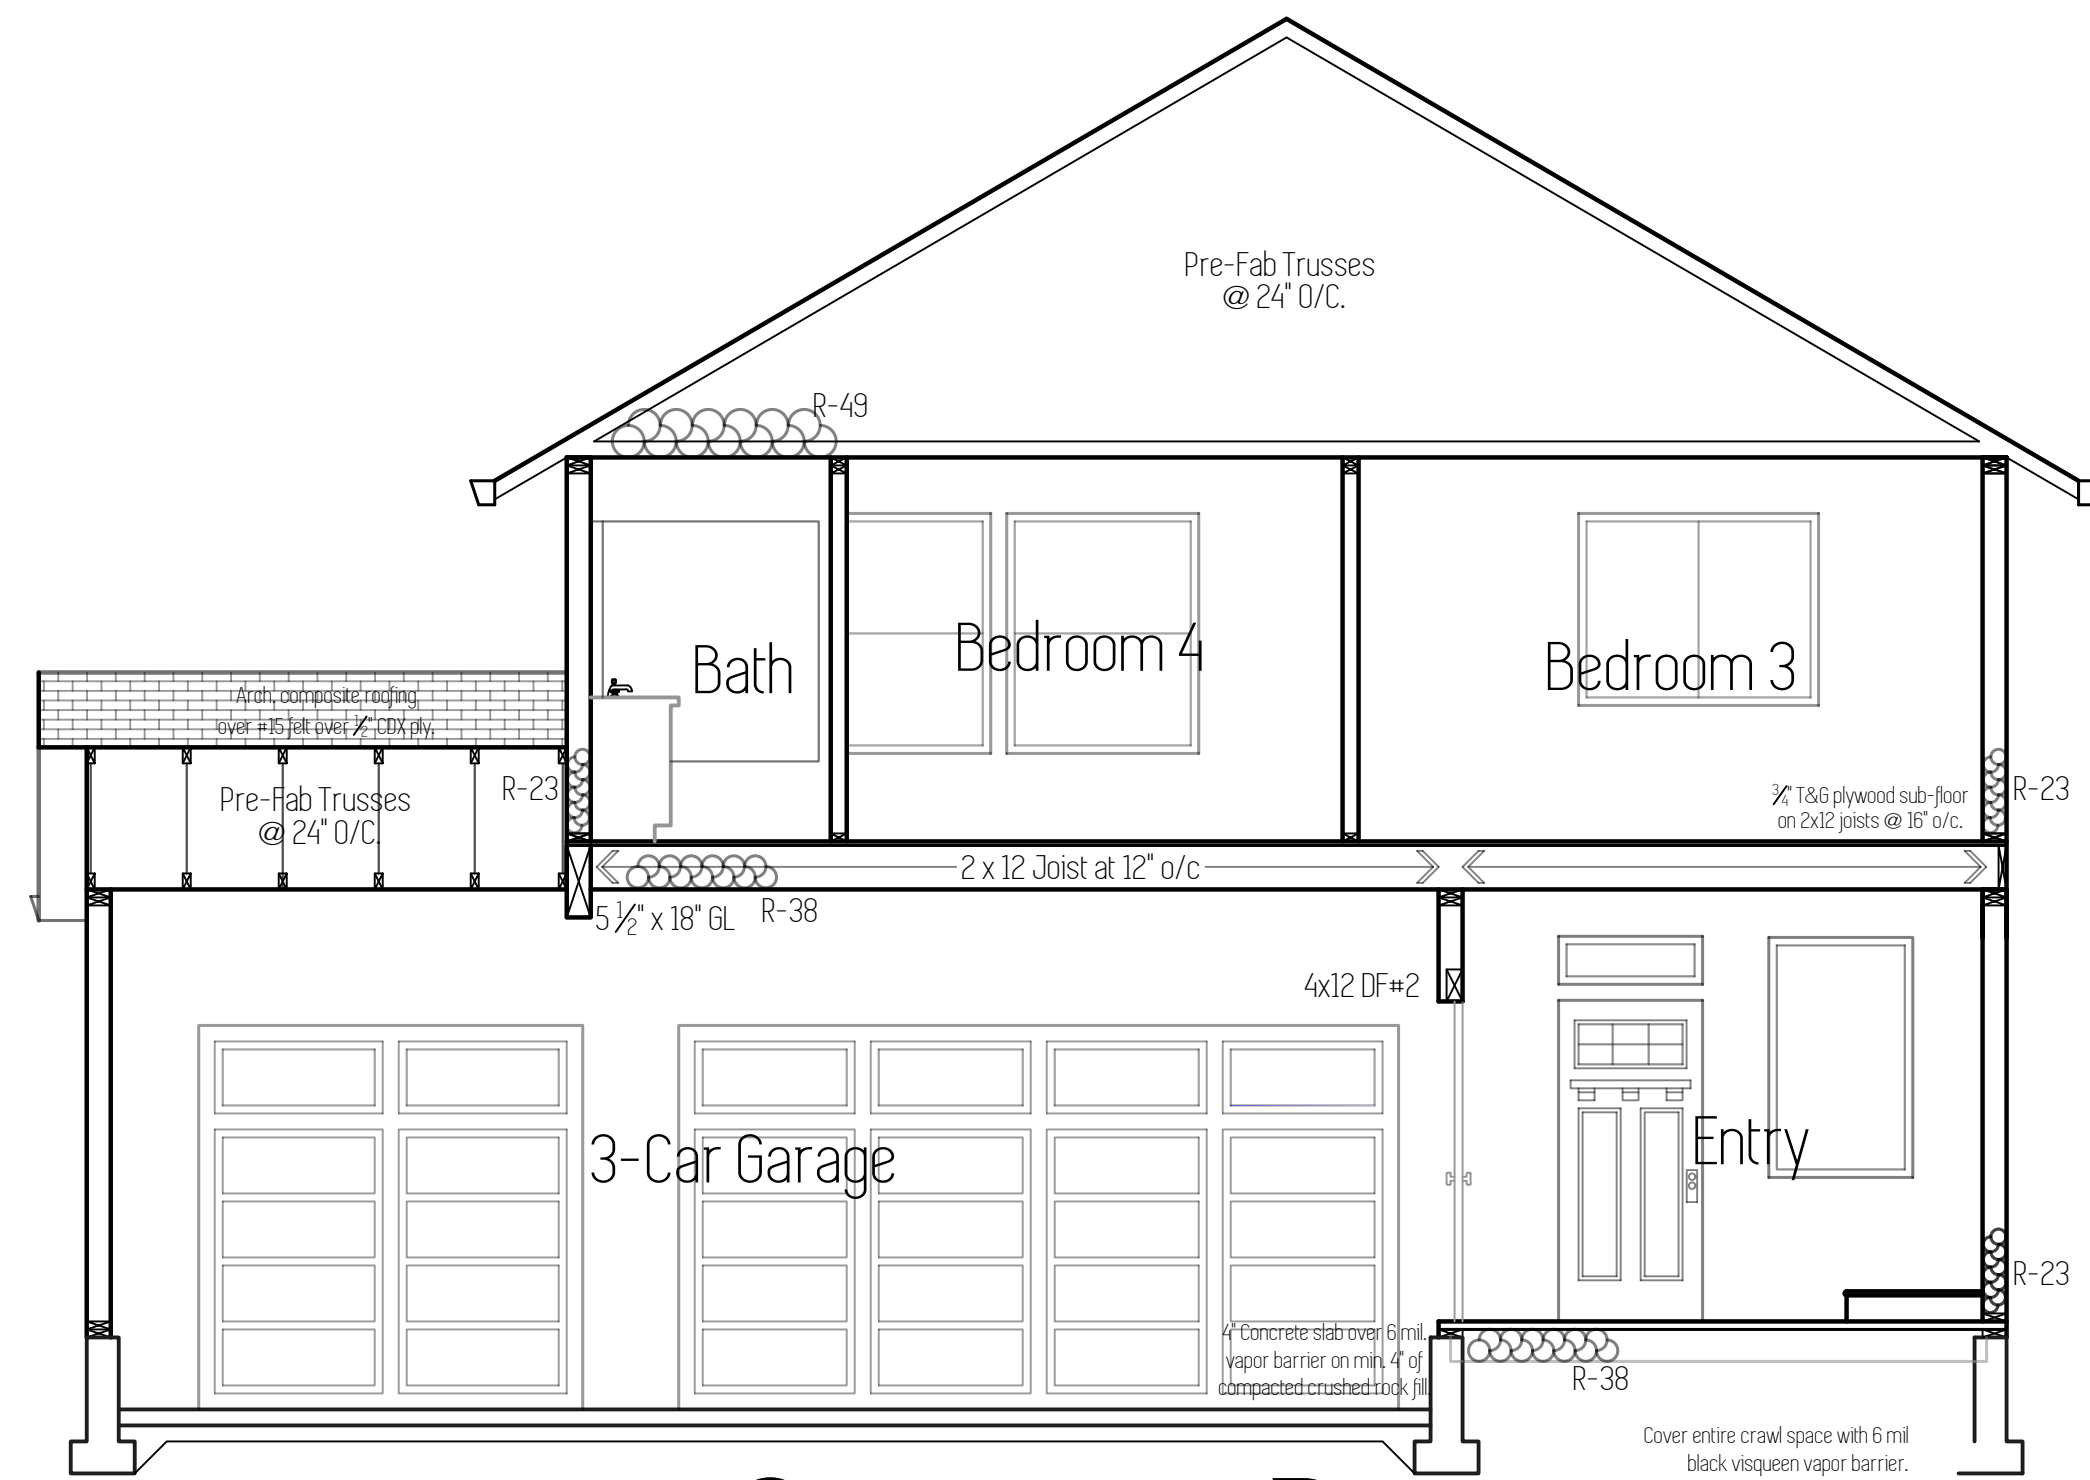 Pre-Fab Trusses
@ 24" O/C.
R-49
Bath
Bedroom 4
Bedroom 3
Arch. composite roofing
over #15 felt over 1/2" CDX ply.
Pre-Fab Trusses
@ 24" O/C.
R-23
3/4" T&G plywood sub-floor
on 2x12 joists @ 16" o/c.
R-23
2 x 12 Joist at 12" o/c
5 1/2" x 18" GL
R-38
4x12 DF#2
3-Car Garage
Entry
R-23
4" Concrete slab over 6 mil.
vapor barrier on min. 4" of
compacted crushed rock fill.
R-38
Cover entire crawl space with 6 mil
black visqueen vapor barrier.